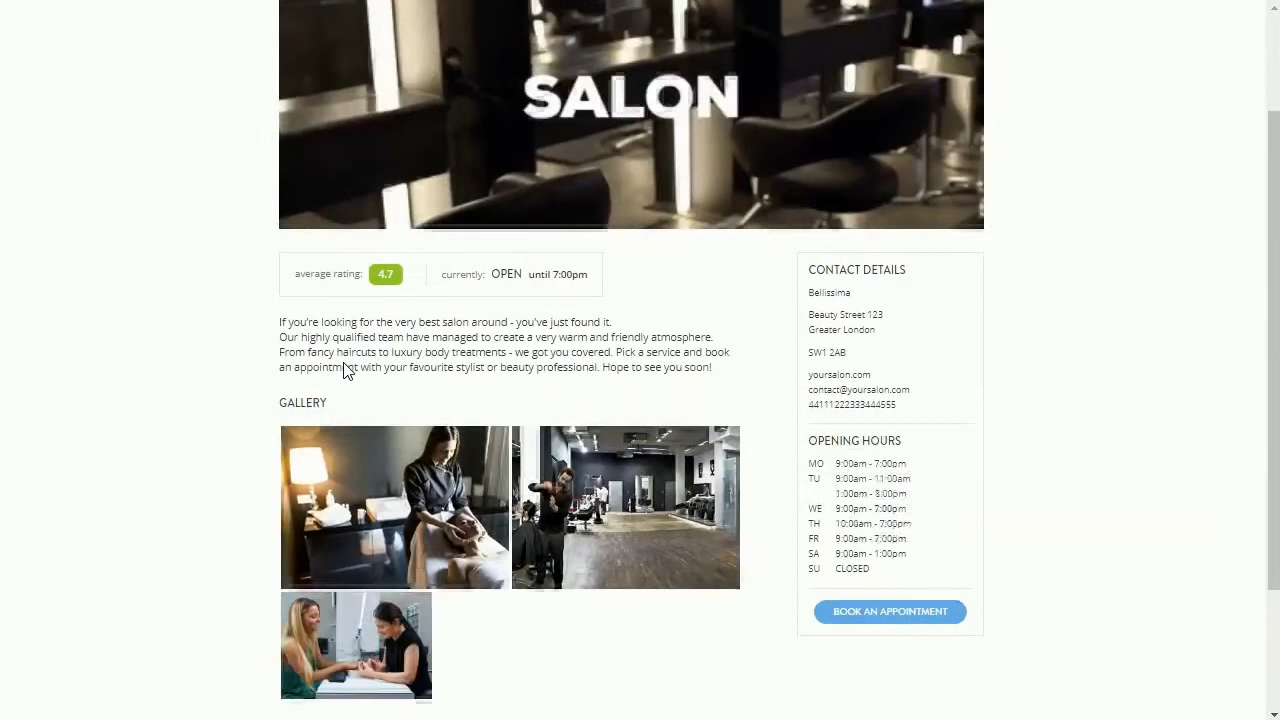 SALON
average rating: 4.7 currently: OPEN until 7:00pm
If you're looking for the very best salon around - you've just found it.
Our highly qualified team have managed to create a very warm and friendly atmosphere.
From fancy haircuts to luxury body treatments - we got you covered. Pick a service and book
an appointment with your favourite stylist or beauty professional. Hope to see you soon!
GALLERY
CONTACT DETAILS
Bellissima
Beauty Street 123
Greater London
SW1 2AB
yoursalon.com
contact@yoursalon.com
44111222333444555
OPENING HOURS
MO 9:00am - 7:00pm
TU 9:00am - 11:00am
1:00pm - 8:00pm
WE 9:00am - 7:00pm
TH 10:00am - 7:00pm
FR 9:00am - 7:00pm
SA 9:00am - 1:00pm
SU CLOSED
BOOK AN APPOINTMENT